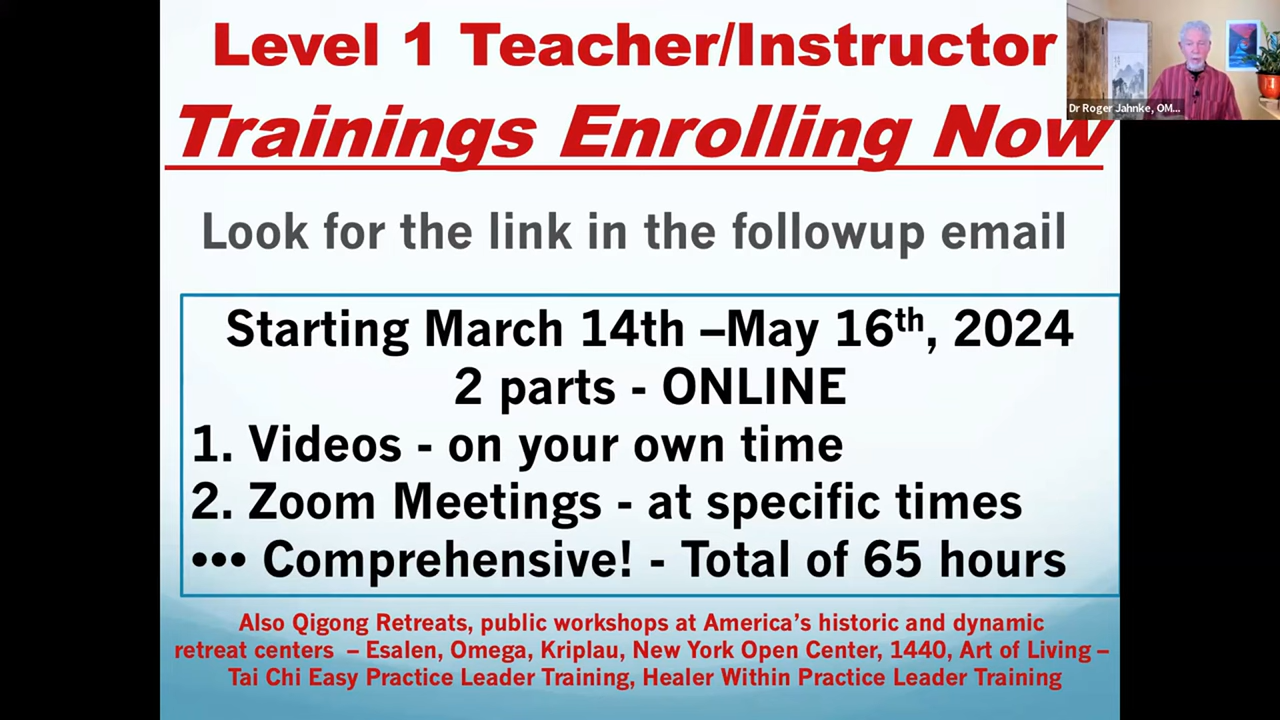 Level 1 Teacher/Instructor
Trainings Enrolling Now
Dr Roger Jahnke, OM...
Look for the link in the followup email
Starting March 14th –May 16th, 2024
2 parts - ONLINE
1. Videos - on your own time
2. Zoom Meetings - at specific times
••• Comprehensive! - Total of 65 hours
Also Qigong Retreats, public workshops at America’s historic and dynamic
retreat centers – Esalen, Omega, Kriplau, New York Open Center, 1440, Art of Living –
Tai Chi Easy Practice Leader Training, Healer Within Practice Leader Training